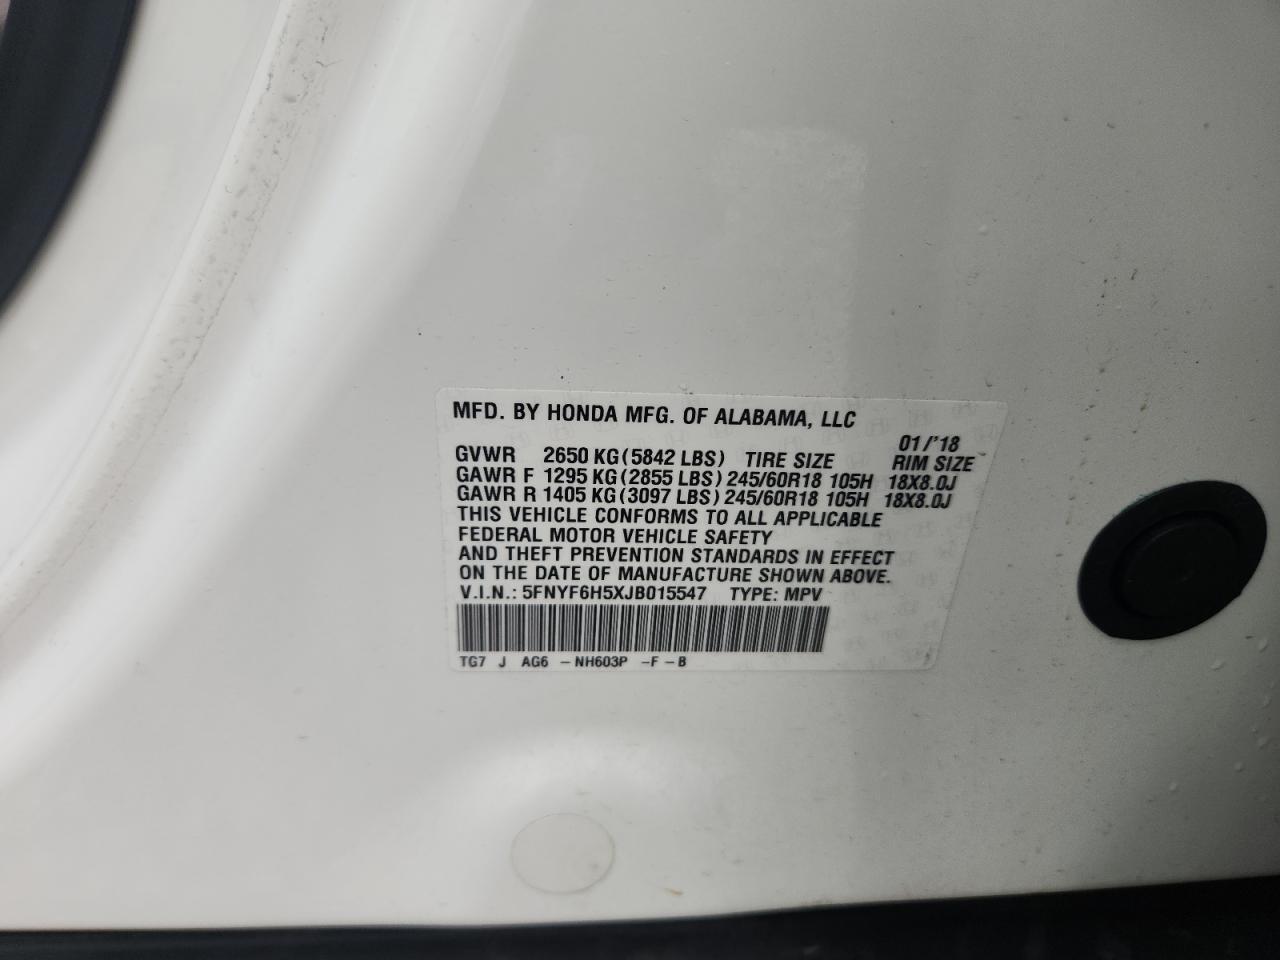 MFD. BY HONDA MFG. OF ALABAMA, LLC
01/'18
GVWR 2650 KG (5842 LBS) TIRE SIZE RIM SIZE
GAWR F 1295 KG (2855 LBS) 245/60R18 105H 18X8.0J
GAWR R 1405 KG (3097 LBS) 245/60R18 105H 18X8.0J
THIS VEHICLE CONFORMS TO ALL APPLICABLE
FEDERAL MOTOR VEHICLE SAFETY
AND THEFT PREVENTION STANDARDS IN EFFECT
ON THE DATE OF MANUFACTURE SHOWN ABOVE.
V.I.N.: 5FNYF6H5XJB015547 TYPE: MPV
TG7 J AG6 -NH603P -F-B